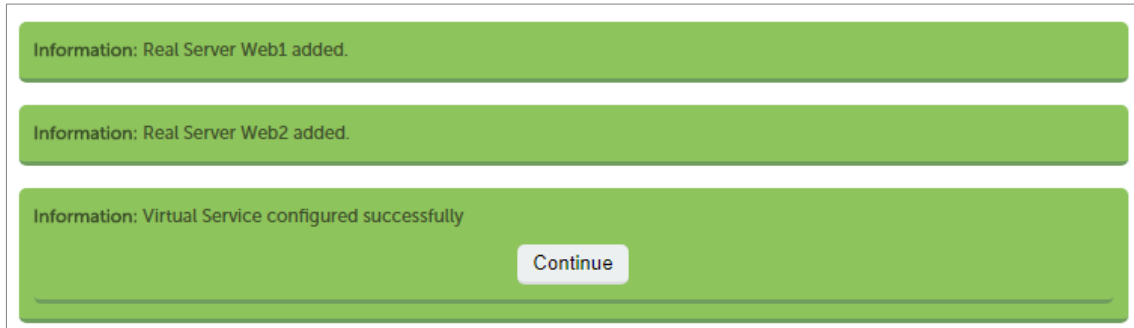 Information: Real Server Web1 added.
Information: Real Server Web2 added.
Information: Virtual Service configured successfully
Continue